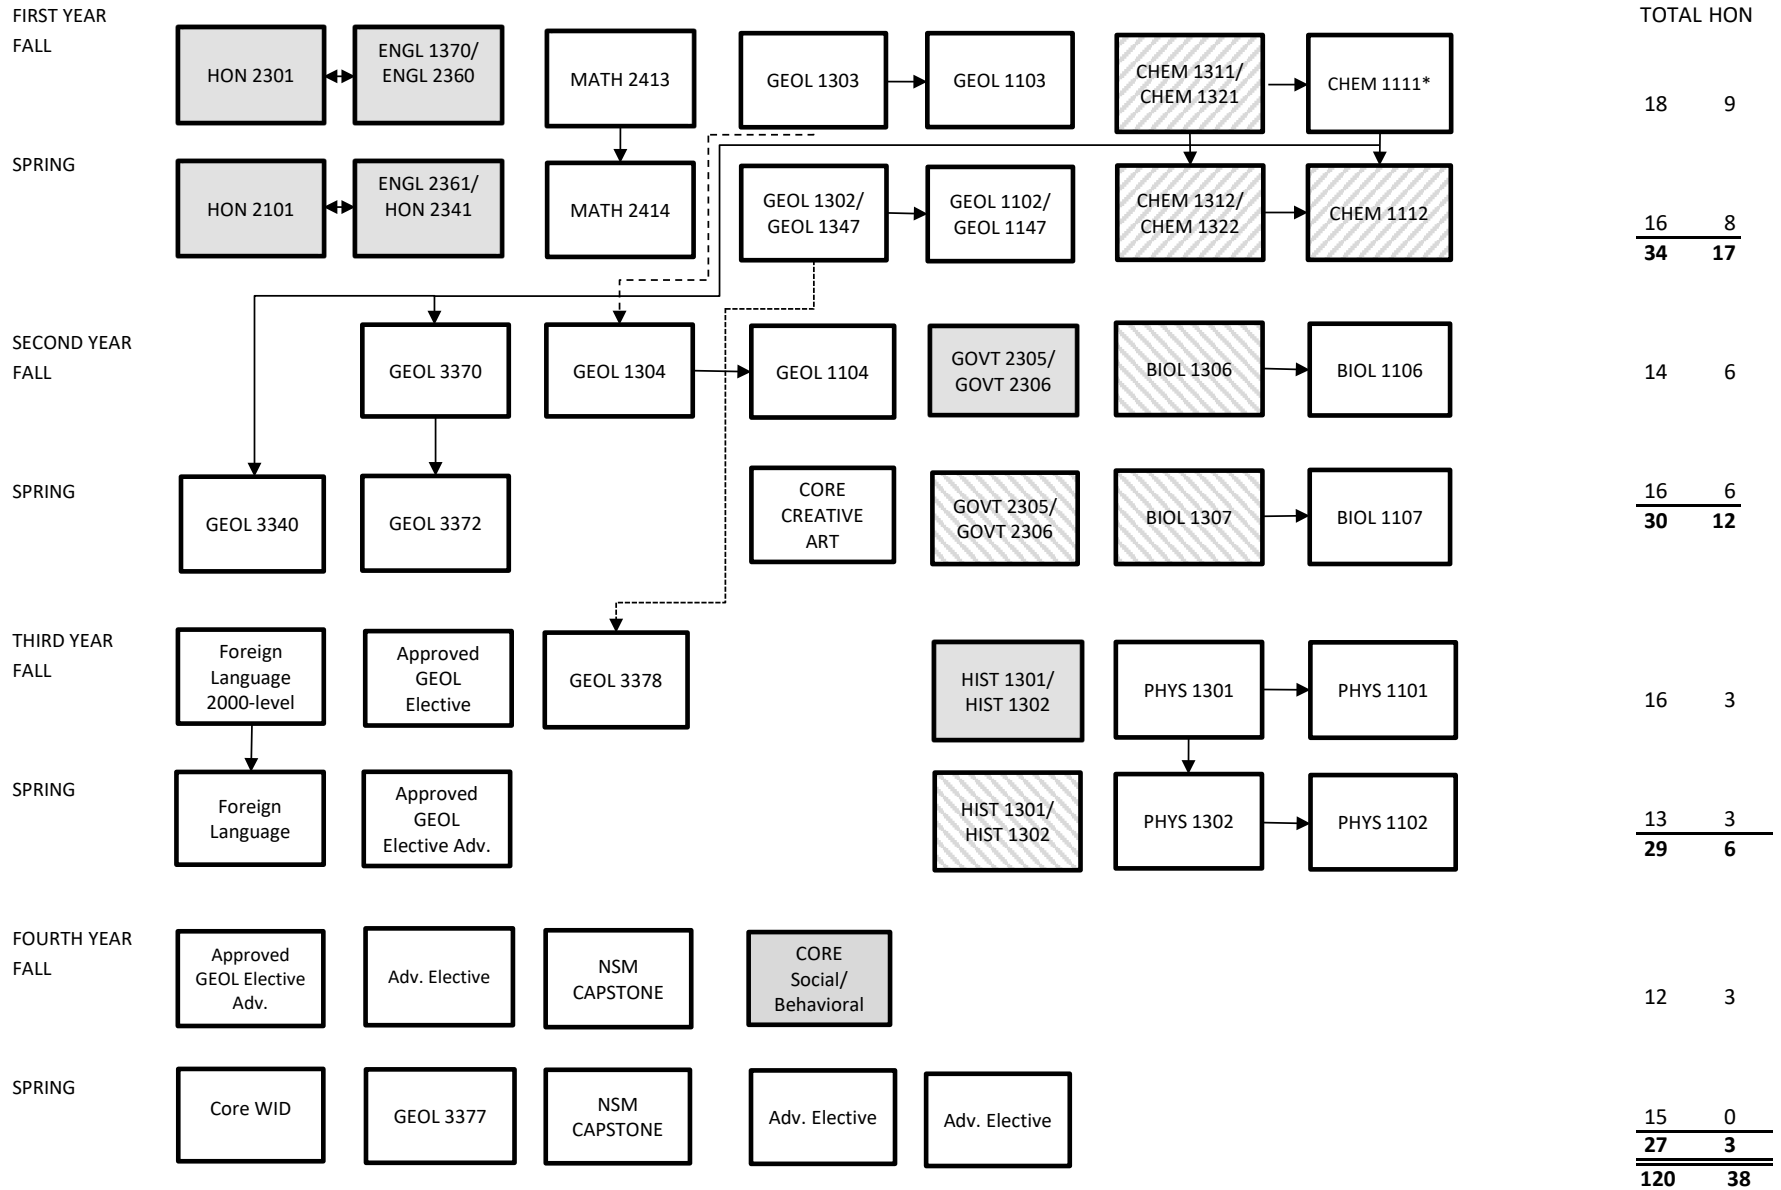 FIRST YEAR
FALL
TOTAL HON
HON 2301
ENGL 1370/
ENGL 2360
MATH 2413
GEOL 1303
GEOL 1103
CHEM 1311/
CHEM 1321
CHEM 1111*
18 9
SPRING
HON 2101
ENGL 2361/
HON 2341
MATH 2414
GEOL 1302/
GEOL 1347
GEOL 1102/
GEOL 1147
CHEM 1312/
CHEM 1322
CHEM 1112
16 8
34 17
SECOND YEAR
FALL
GEOL 3370
GEOL 1304
GEOL 1104
GOVT 2305/
GOVT 2306
BIOL 1306
BIOL 1106
14 6
SPRING
GEOL 3340
GEOL 3372
CORE
CREATIVE
ART
GOVT 2305/
GOVT 2306
BIOL 1307
BIOL 1107
16 6
30 12
THIRD YEAR
FALL
Foreign
Language
2000-level
Approved
GEOL
Elective
GEOL 3378
HIST 1301/
HIST 1302
PHYS 1301
PHYS 1101
16 3
SPRING
Foreign
Language
Approved
GEOL
Elective Adv.
HIST 1301/
HIST 1302
PHYS 1302
PHYS 1102
13 3
29 6
FOURTH YEAR
FALL
Approved
GEOL Elective
Adv.
Adv. Elective
NSM
CAPSTONE
CORE
Social/
Behavioral
12 3
SPRING
Core WID
GEOL 3377
NSM
CAPSTONE
Adv. Elective
Adv. Elective
15 0
27 3
120 38